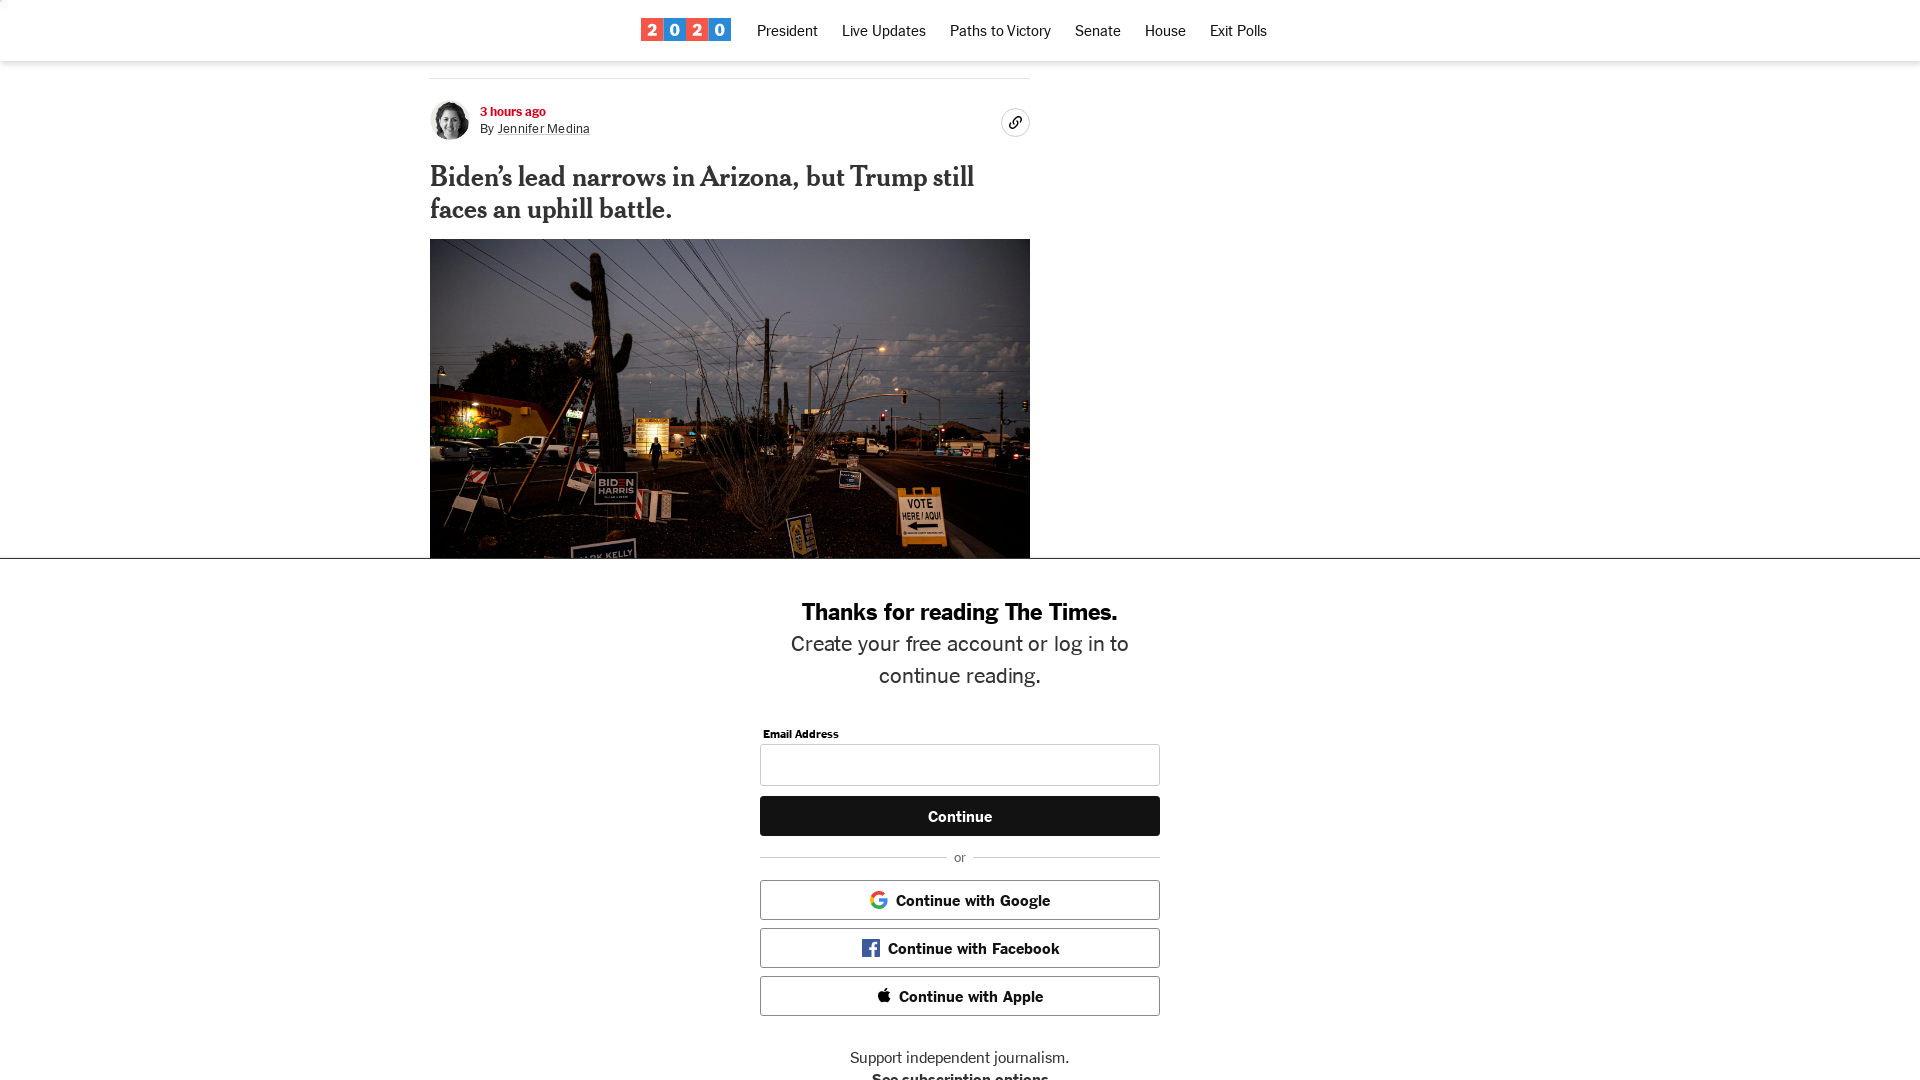 2020 President Live Updates Paths to Victory Senate House Exit Polls
3 hours ago
By Jennifer Medina
Biden’s lead narrows in Arizona, but Trump still
faces an uphill battle.
BIDEN
HARRIS
VOTE
HERE / AQUI
MARK KELLY
Thanks for reading The Times.
Create your free account or log in to
continue reading.
Email Address
Continue
or
Continue with Google
Continue with Facebook
Continue with Apple
Support independent journalism.
See subscription options.